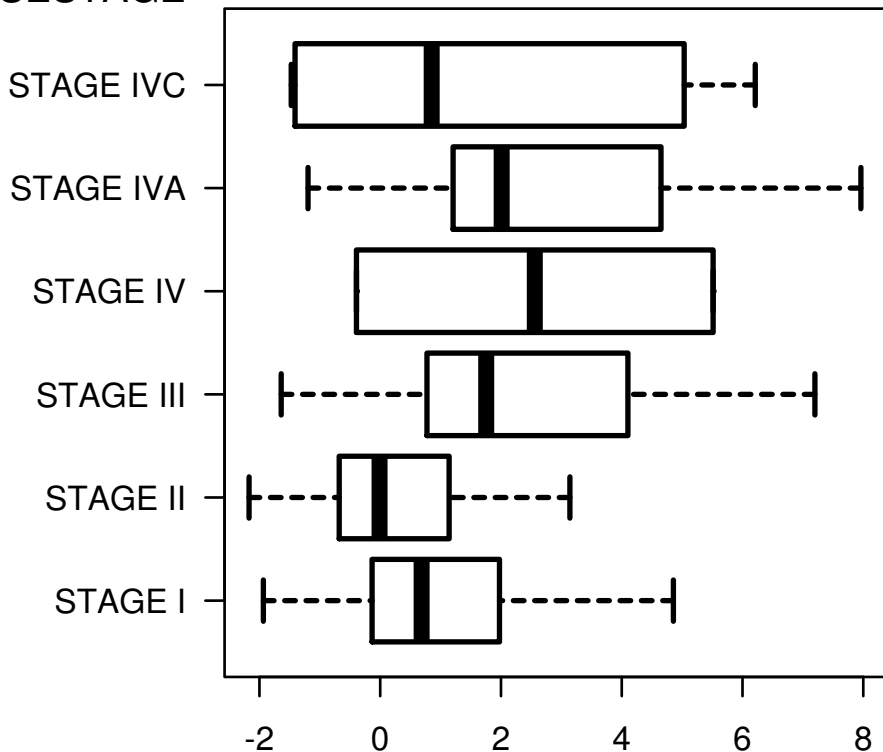 STAGE IVC
STAGE IVA
STAGE IV
STAGE III
STAGE II
STAGE I
-2 0 2 4 6 8